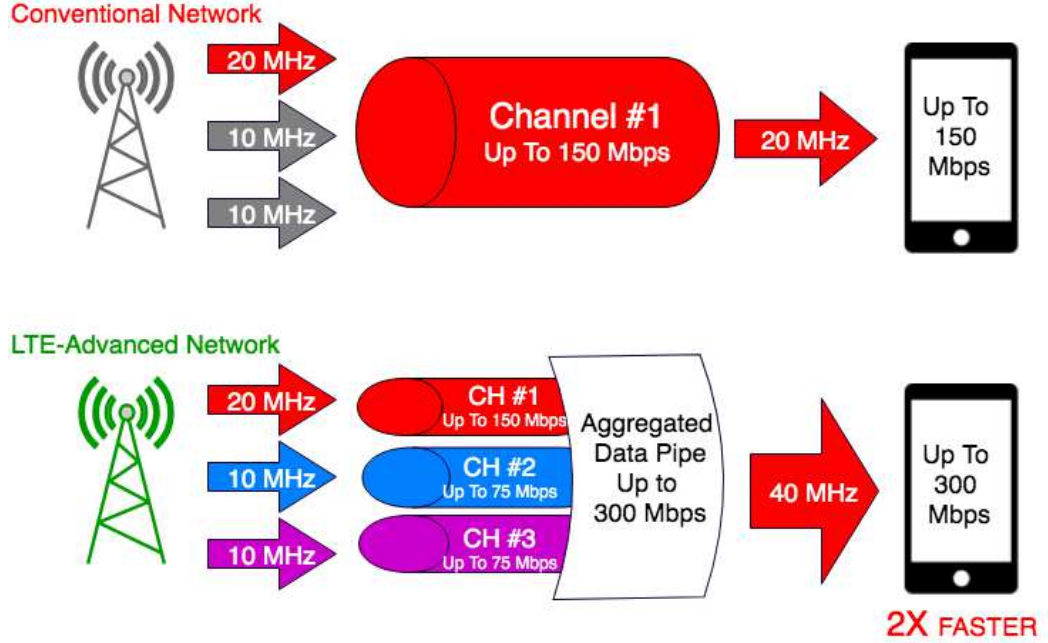 Conventional Network
20 MHz
10 MHz
10 MHz
Channel #1
Up To 150 Mbps
20 MHz
Up To
150
Mbps
LTE-Advanced Network
20 MHz
10 MHz
10 MHz
CH #1
Up To 150 Mbps
CH #2
Up To 75 Mbps
CH #3
Up To 75 Mbps
Aggregated
Data Pipe
Up to
300 Mbps
40 MHz
Up To
300
Mbps
2X FASTER